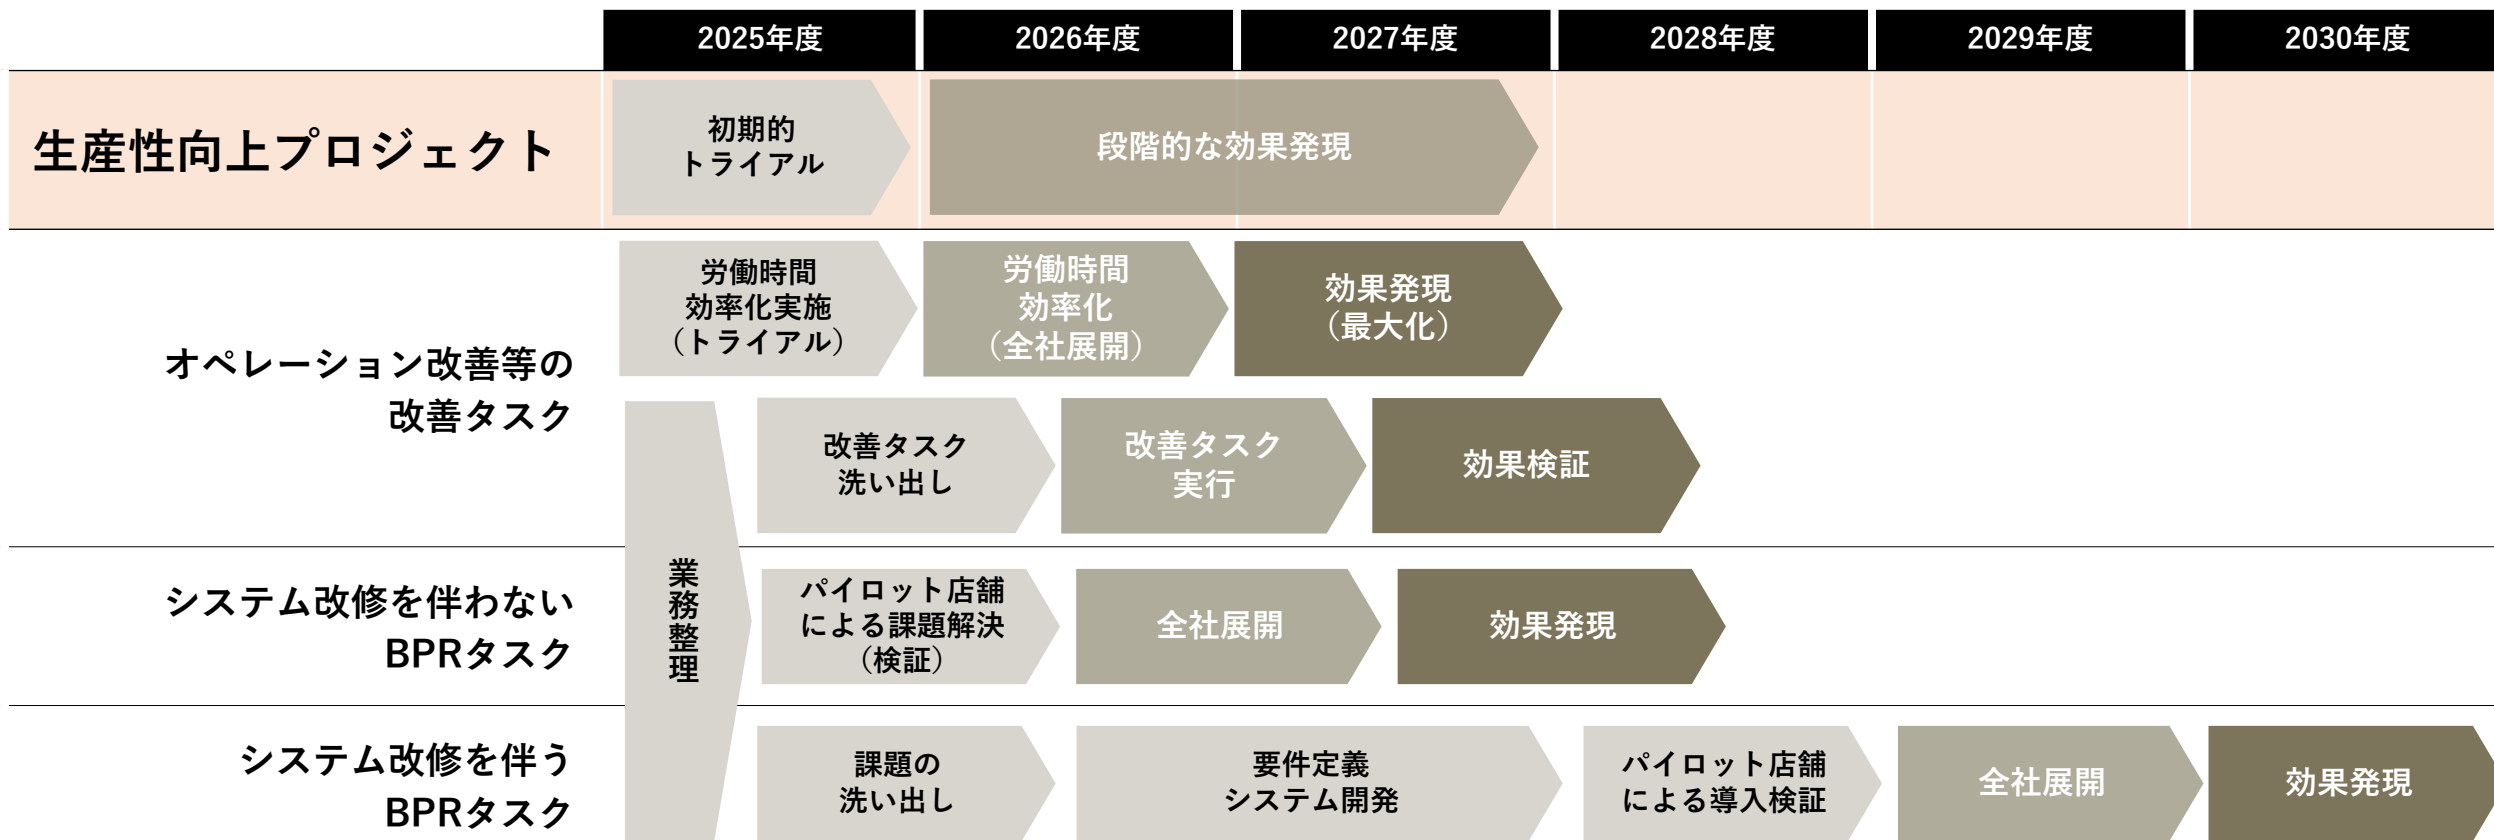 2025年度
2026年度
2027年度
2028年度
2029年度
2030年度
生産性向上プロジェクト
初期的
トライアル
段階的な効果発現
オペレーション改善等の
改善タスク
労働時間
効率化実施
（トライアル）
労働時間
効率化
（全社展開）
効果発現
（最大化）
業務整理
改善タスク
洗い出し
改善タスク
実行
効果検証
システム改修を伴わない
BPRタスク
パイロット店舗
による課題解決
（検証）
全社展開
効果発現
システム改修を伴う
BPRタスク
課題の
洗い出し
要件定義
システム開発
パイロット店舗
による導入検証
全社展開
効果発現